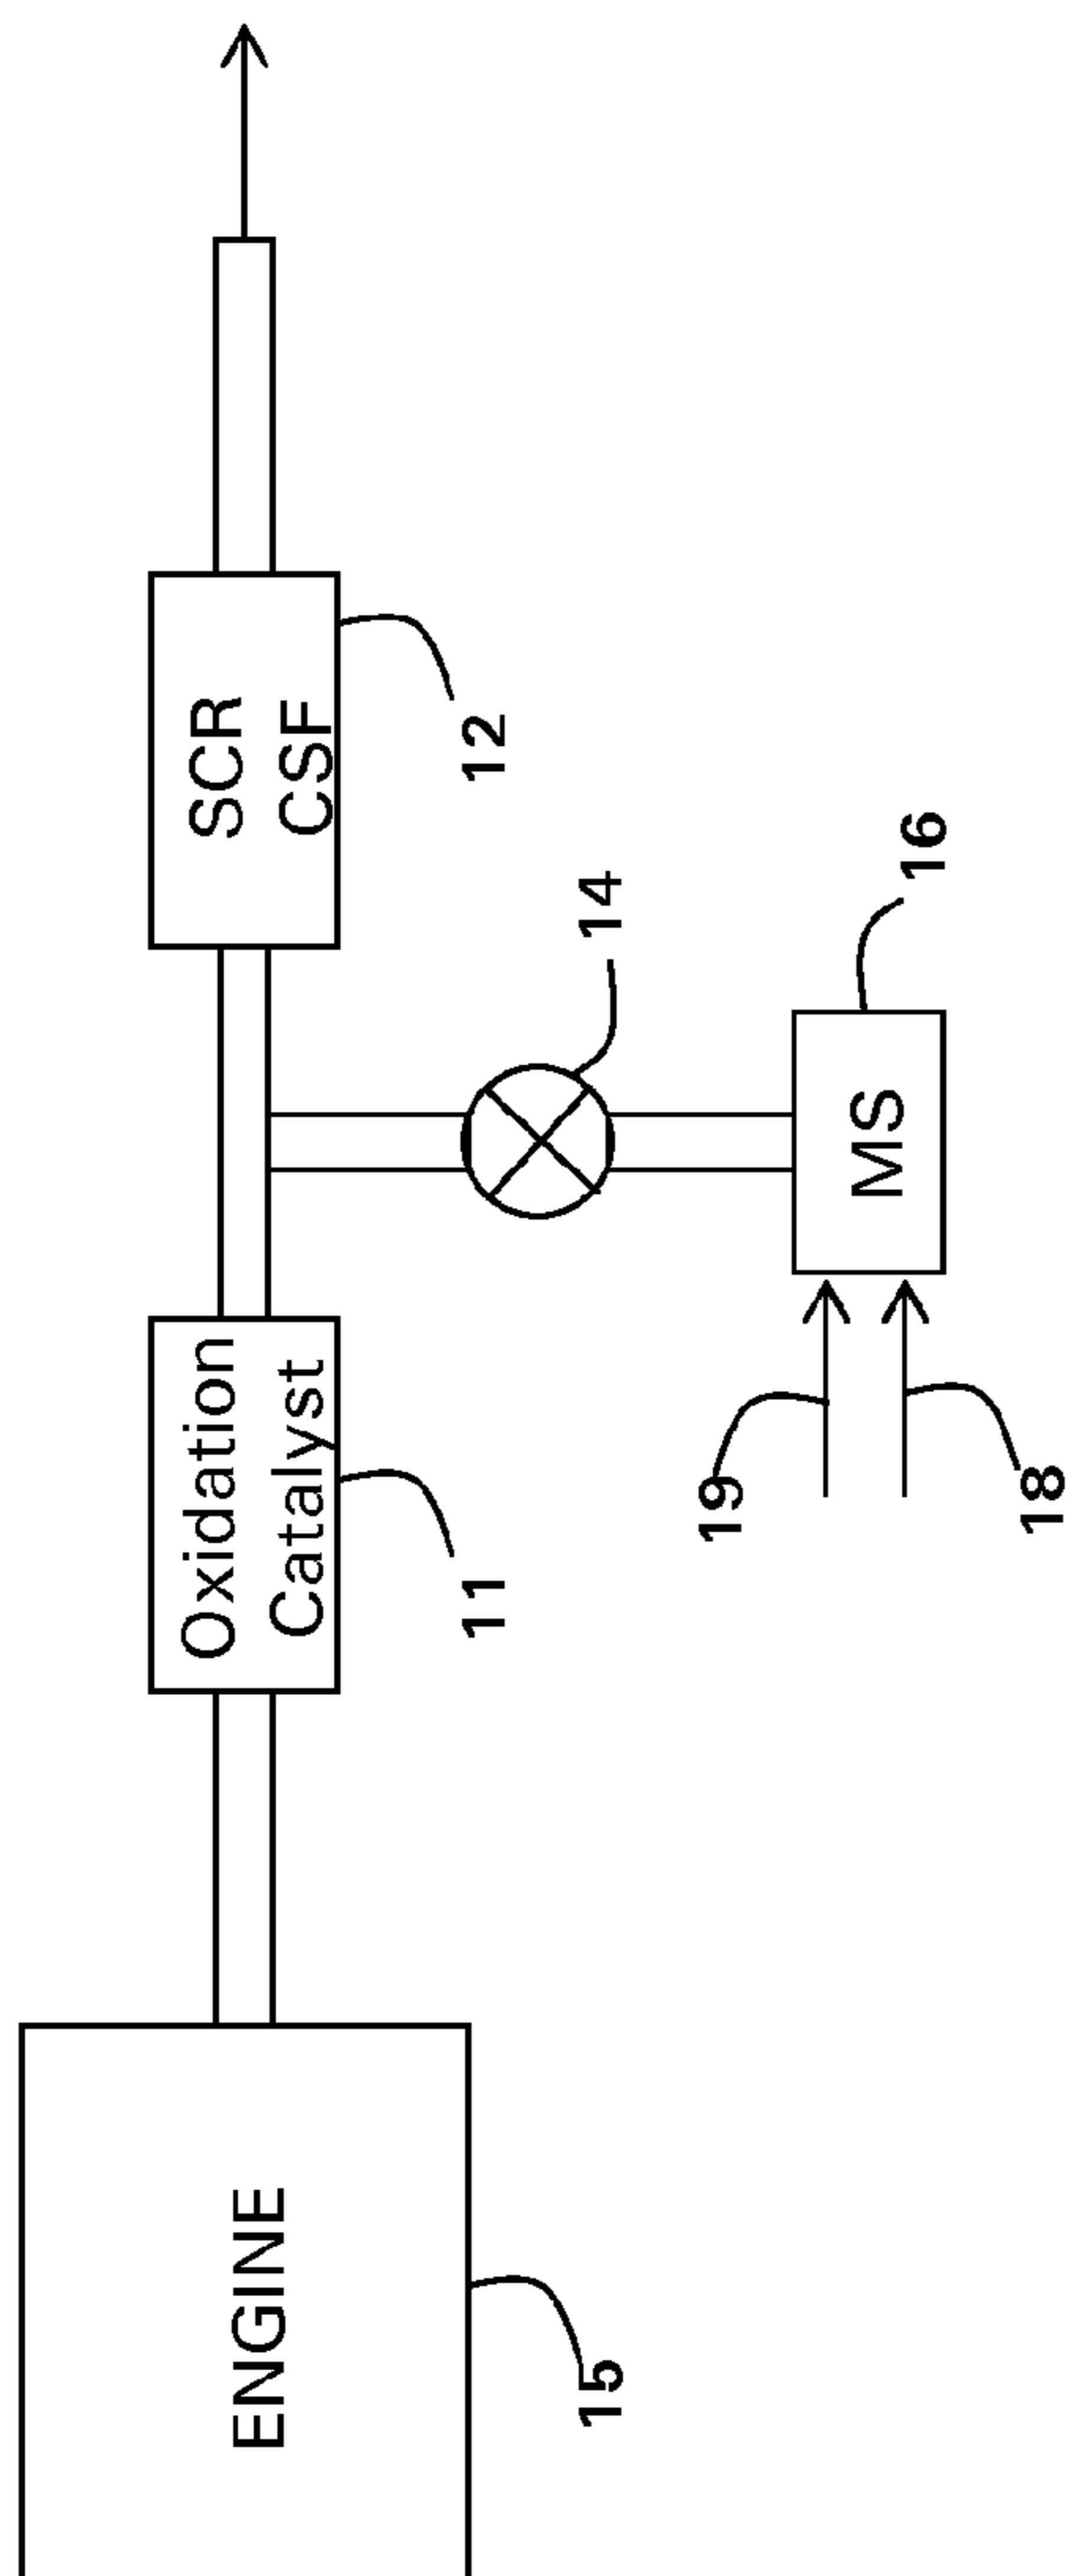 ENGINE
15
Oxidation
Catalyst
11
SCR
CSF
12
14
MS
16
19
18